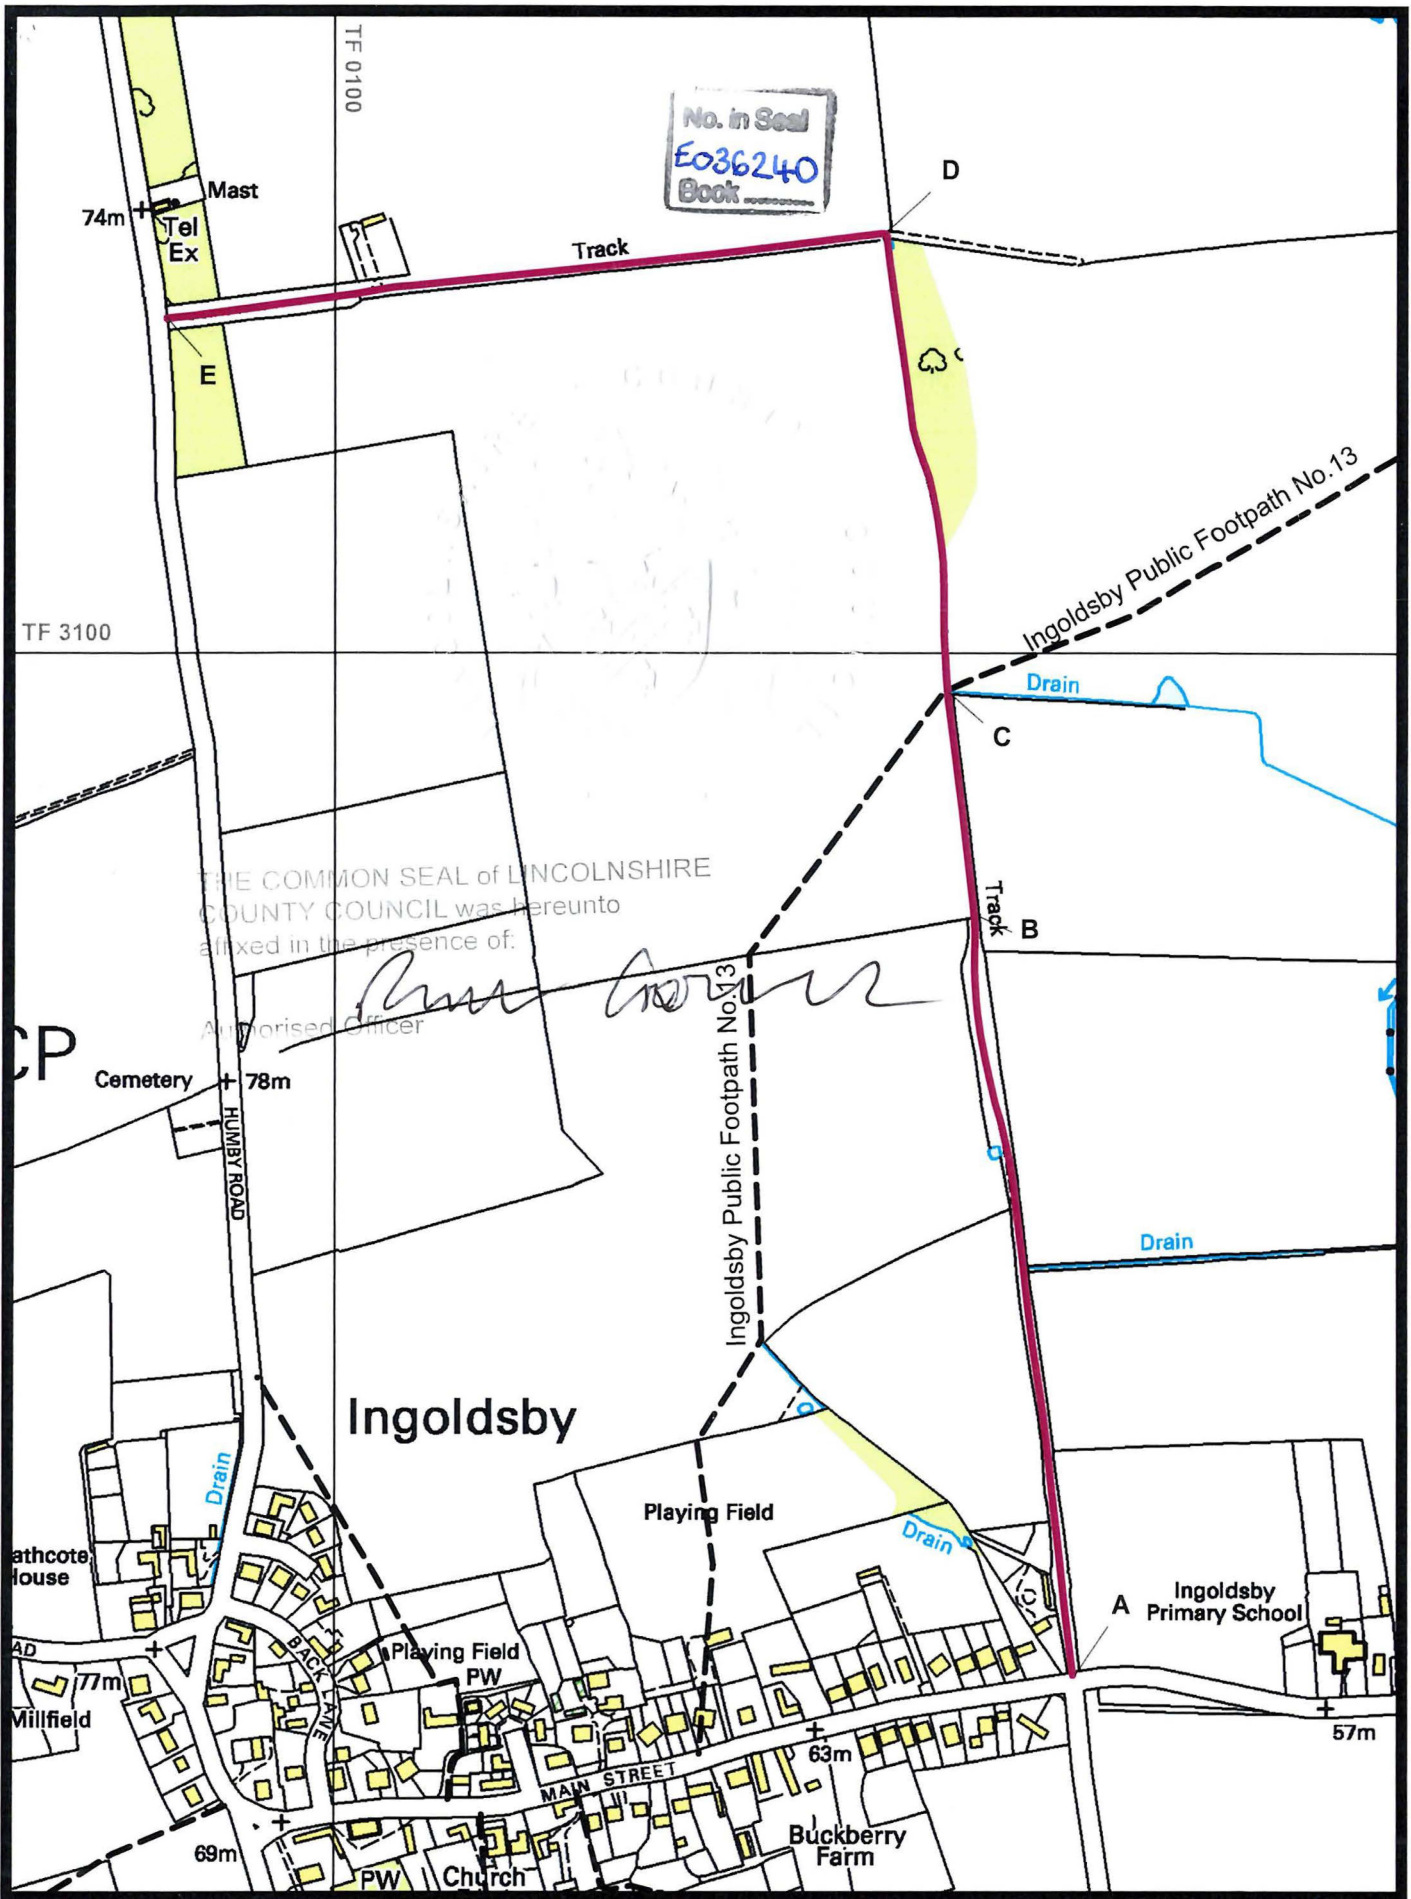 TF 0100
No. in Seal
E036240
Book ............
D
Mast
74m
Tel
Ex
Track
E
Ingoldsby Public Footpath No.13
TF 3100
Drain
C
THE COMMON SEAL of LINCOLNSHIRE
COUNTY COUNCIL was hereunto
affixed in the presence of:
Authorised Officer
Track
B
Ingoldsby Public Footpath No.13
CP
Cemetery
78m
HUMBY ROAD
Drain
Ingoldsby
Drain
Playing Field
Drain
athcote
House
A
Ingoldsby
Primary School
AD
BACK LANE
Playing Field
PW
77m
Millfield
57m
63m
MAIN STREET
69m
Buckberry
Farm
PW
Church